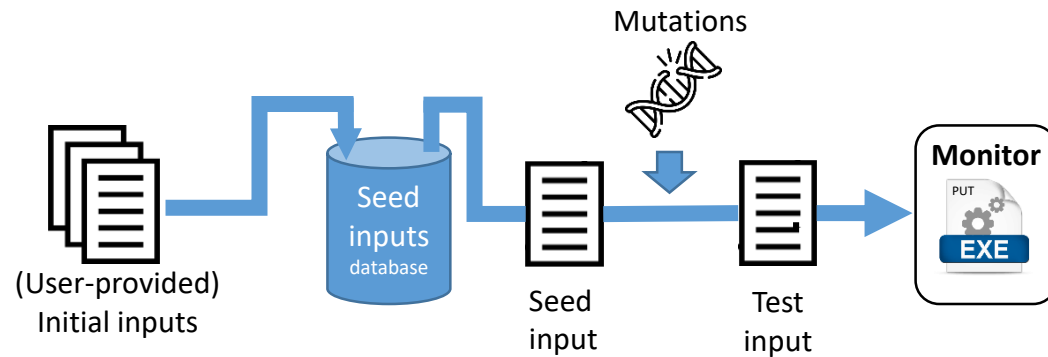 Mutations
(User-provided)
Initial inputs
Seed
inputs
database
Seed
input
Test
input
Monitor
PUT
EXE